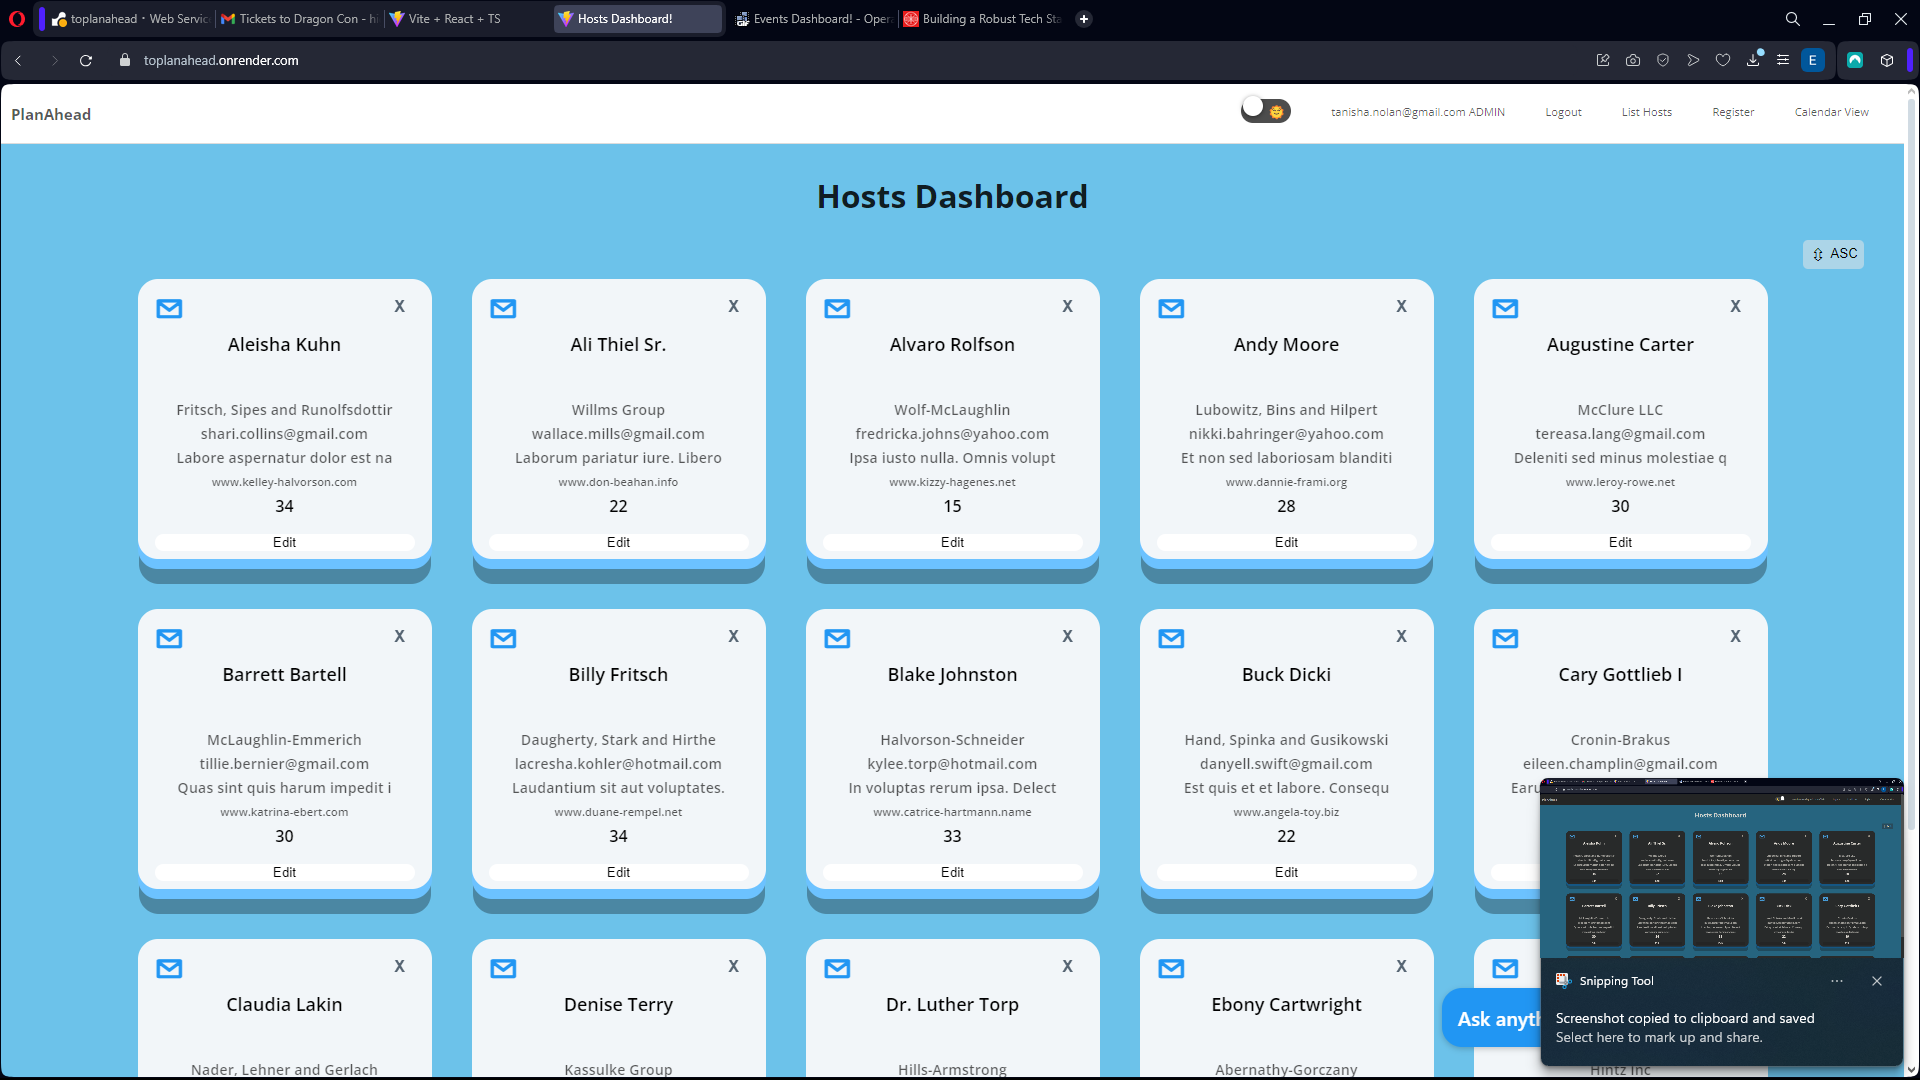 toplanahead · Web Servic
Tickets to Dragon Con - hi
Vite + React + TS
Hosts Dashboard!
Events Dashboard! - Oper
Building a Robust Tech Sta
toplanahead.onrender.com
E
PlanAhead
tanisha.nolan@gmail.com ADMIN
Logout
List Hosts
Register
Calendar View
Hosts Dashboard
⇳ ASC
X
Aleisha Kuhn
Fritsch, Sipes and Runolfsdottir
shari.collins@gmail.com
Labore aspernatur dolor est na
www.kelley-halvorson.com
34
Edit
X
Ali Thiel Sr.
Willms Group
wallace.mills@gmail.com
Laborum pariatur iure. Libero
www.don-beahan.info
22
Edit
X
Alvaro Rolfson
Wolf-McLaughlin
fredricka.johns@yahoo.com
Ipsa iusto nulla. Omnis volupt
www.kizzy-hagenes.net
15
Edit
X
Andy Moore
Lubowitz, Bins and Hilpert
nikki.bahringer@yahoo.com
Et non sed laboriosam blanditi
www.dannie-frami.org
28
Edit
X
Augustine Carter
McClure LLC
tereasa.lang@gmail.com
Deleniti sed minus molestiae q
www.leroy-rowe.net
30
Edit
X
Barrett Bartell
McLaughlin-Emmerich
tillie.bernier@gmail.com
Quas sint quis harum impedit i
www.katrina-ebert.com
30
Edit
X
Billy Fritsch
Daugherty, Stark and Hirthe
lacresha.kohler@hotmail.com
Laudantium sit aut voluptates.
www.duane-rempel.net
34
Edit
X
Blake Johnston
Halvorson-Schneider
kylee.torp@hotmail.com
In voluptas rerum ipsa. Delect
www.catrice-hartmann.name
33
Edit
X
Buck Dicki
Hand, Spinka and Gusikowski
danyell.swift@gmail.com
Est quis et et labore. Consequ
www.angela-toy.biz
22
Edit
X
Cary Gottlieb I
Cronin-Brakus
eileen.champlin@gmail.com
Earu
X
Claudia Lakin
Nader, Lehner and Gerlach
X
Denise Terry
Kassulke Group
X
Dr. Luther Torp
Hills-Armstrong
X
Ebony Cartwright
Abernathy-Gorczany
Hintz Inc
Ask anyth
Hosts Dashboard
Snipping Tool
Screenshot copied to clipboard and saved
Select here to mark up and share.